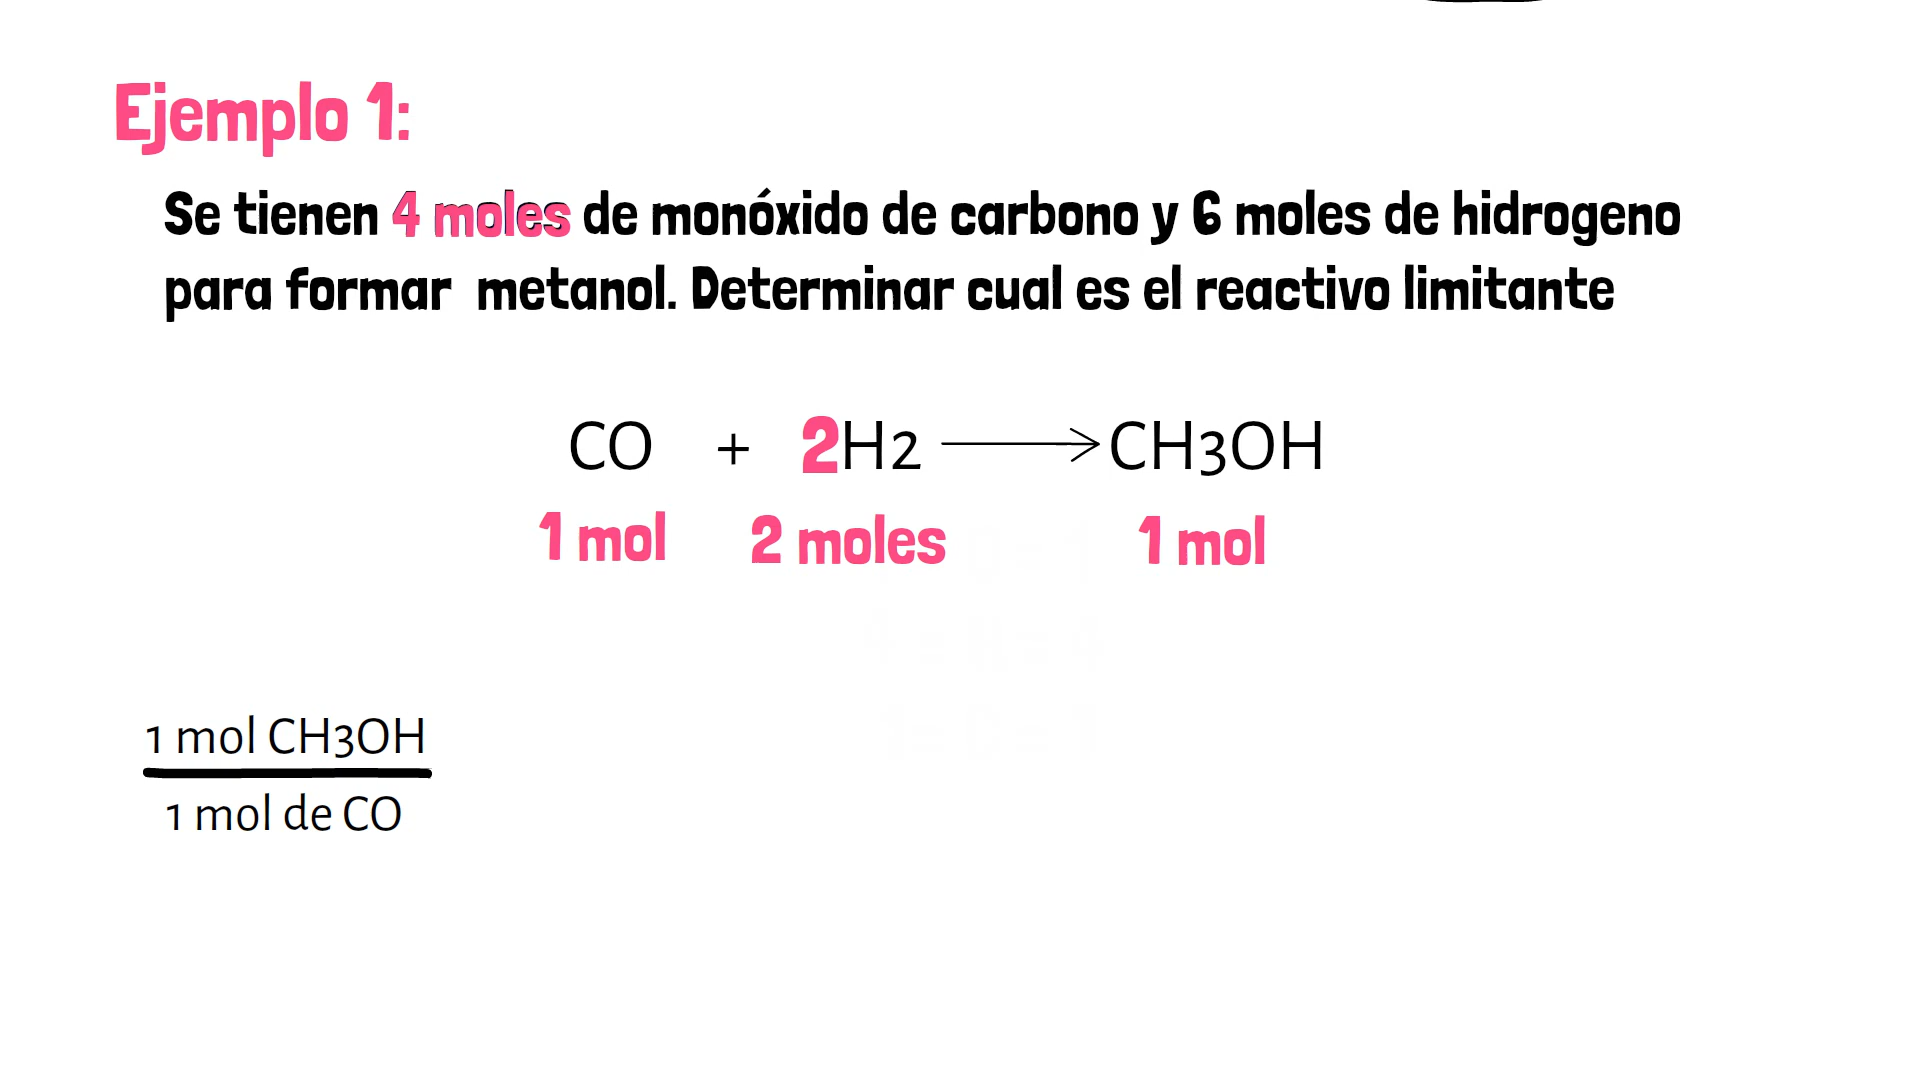 Ejemplo 1:
Se tienen 4 moles de monóxido de carbono y 6 moles de hidrogeno
para formar metanol. Determinar cual es el reactivo limitante
CO + 2H2 → CH3OH
1 mol 2 moles 1 mol
1 mol CH3OH
1 mol de CO